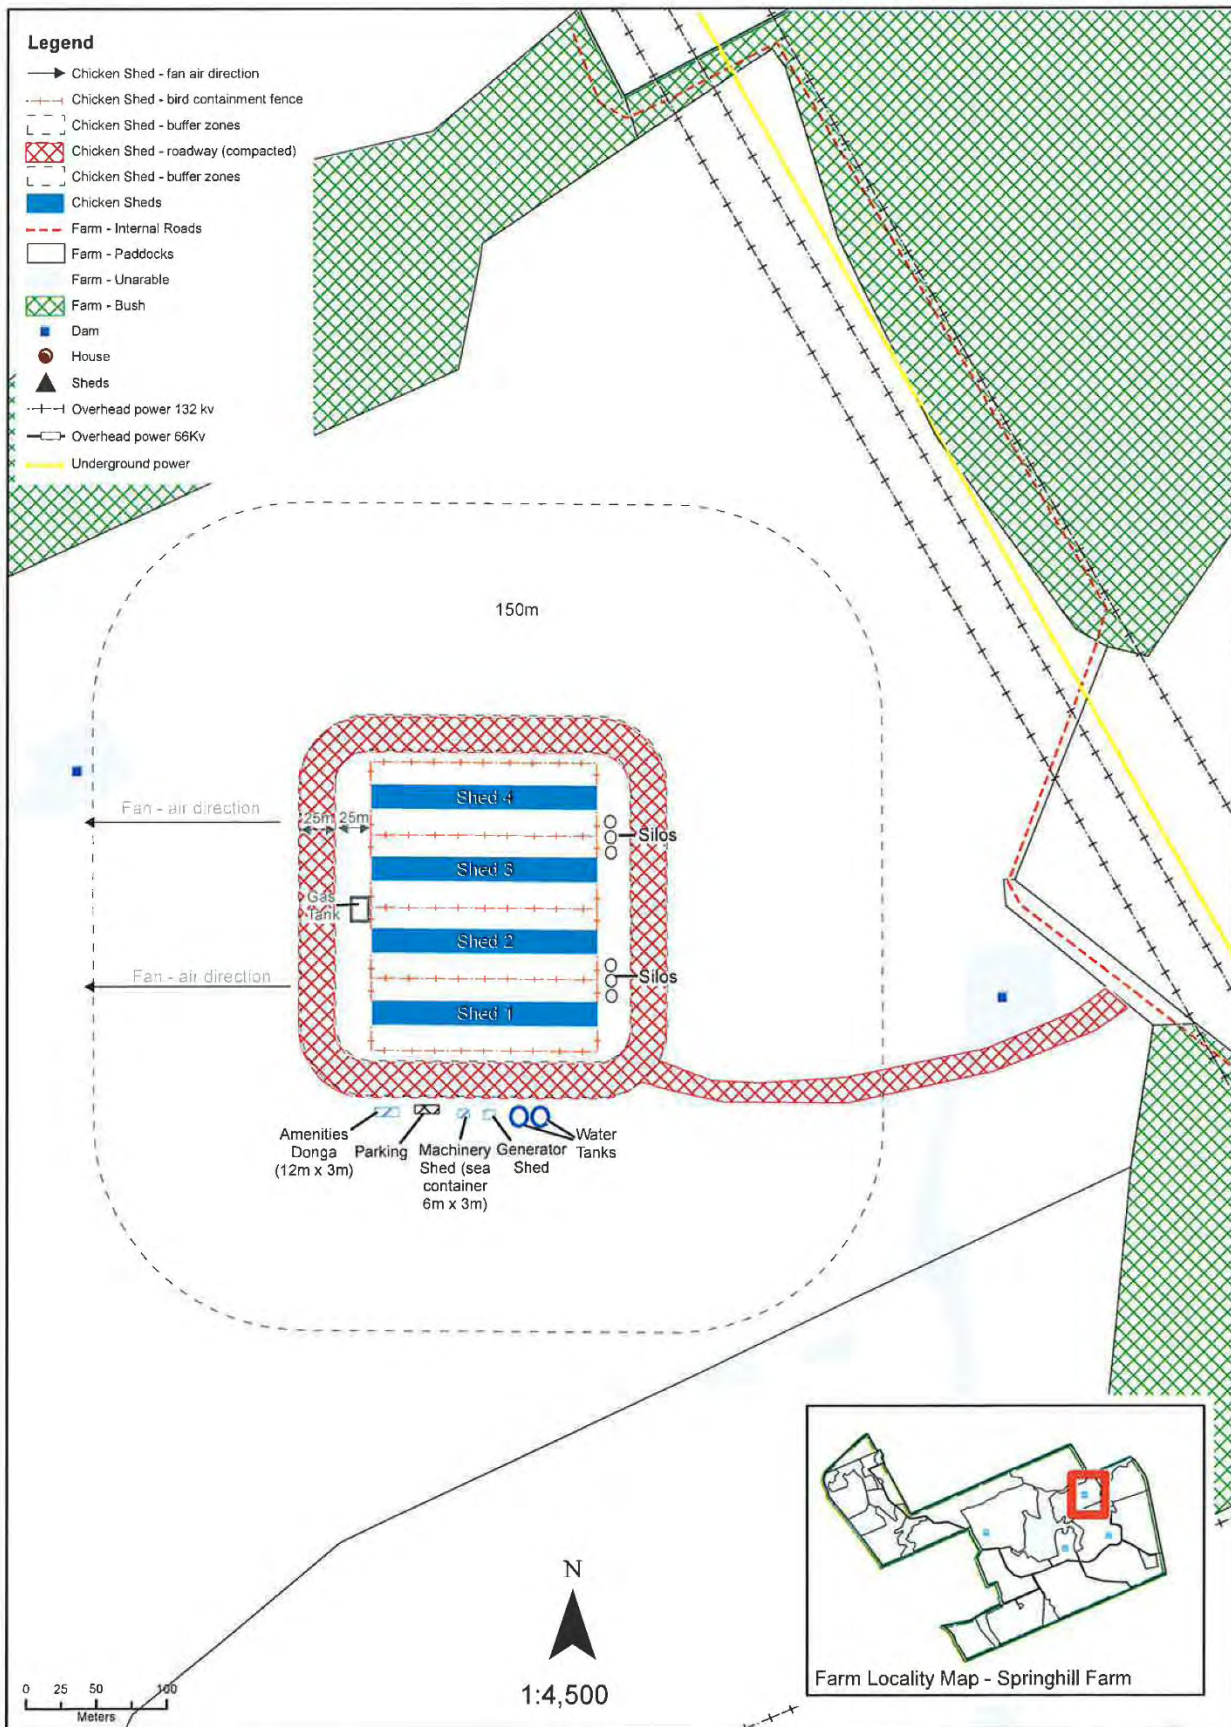 Legend
Chicken Shed - fan air direction
Chicken Shed - bird containment fence
Chicken Shed - buffer zones
Chicken Shed - roadway (compacted)
Chicken Shed - buffer zones
Chicken Sheds
Farm - Internal Roads
Farm - Paddocks
Farm - Unarable
Farm - Bush
Dam
House
Sheds
Overhead power 132 kv
Overhead power 66Kv
Underground power
150m
Fan - air direction
25m 25m
Shed 4
Silos
Shed 3
Gas
Tank
Shed 2
Fan - air direction
Silos
Shed 1
Amenities
Donga
(12m x 3m)
Parking
Machinery
Shed (sea
container
6m x 3m)
Generator
Shed
Water
Tanks
N
1:4,500
0 25 50 100
Meters
Farm Locality Map - Springhill Farm